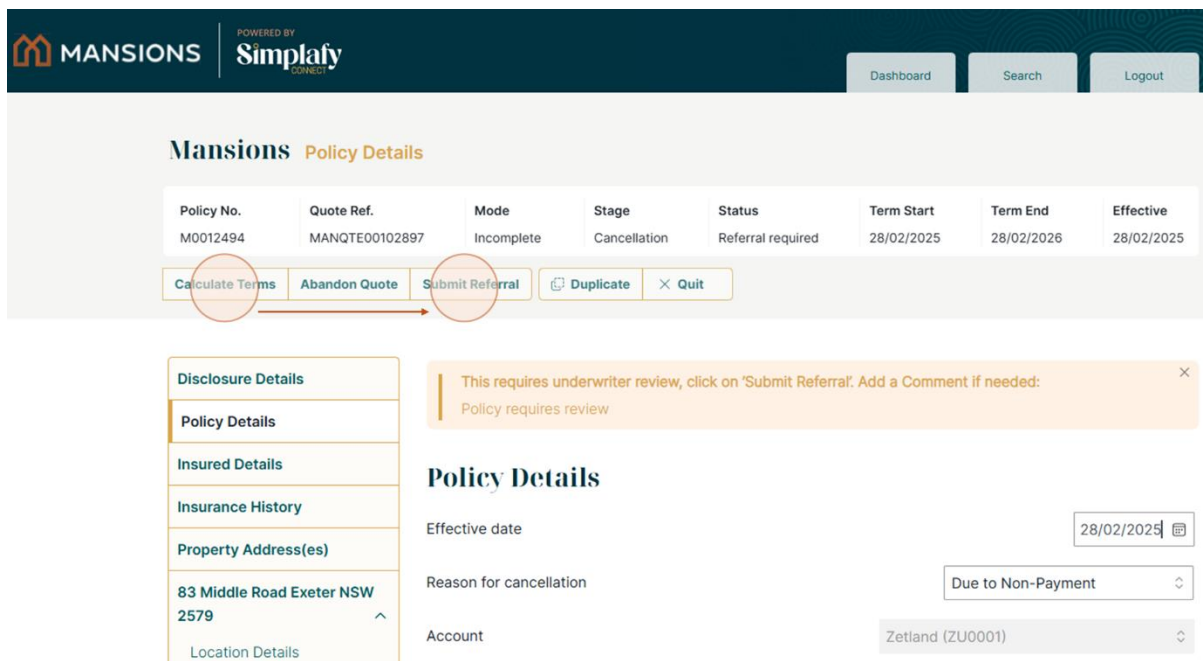 MANSIONS
POWERED BY
Simplafy
CONNECT
Dashboard Search Logout
Mansions Policy Details
Policy No. Quote Ref. Mode Stage Status Term Start Term End Effective
M0012494 MANQTE00102897 Incomplete Cancellation Referral required 28/02/2025 28/02/2026 28/02/2025
Calculate Terms Abandon Quote Submit Referral Duplicate Quit
Disclosure Details
Policy Details
Insured Details
Insurance History
Property Address(es)
83 Middle Road Exeter NSW
2579
Location Details
This requires underwriter review, click on 'Submit Referral'. Add a Comment if needed:
Policy requires review
Policy Details
Effective date 28/02/2025
Reason for cancellation Due to Non-Payment
Account Zetland (ZU0001)